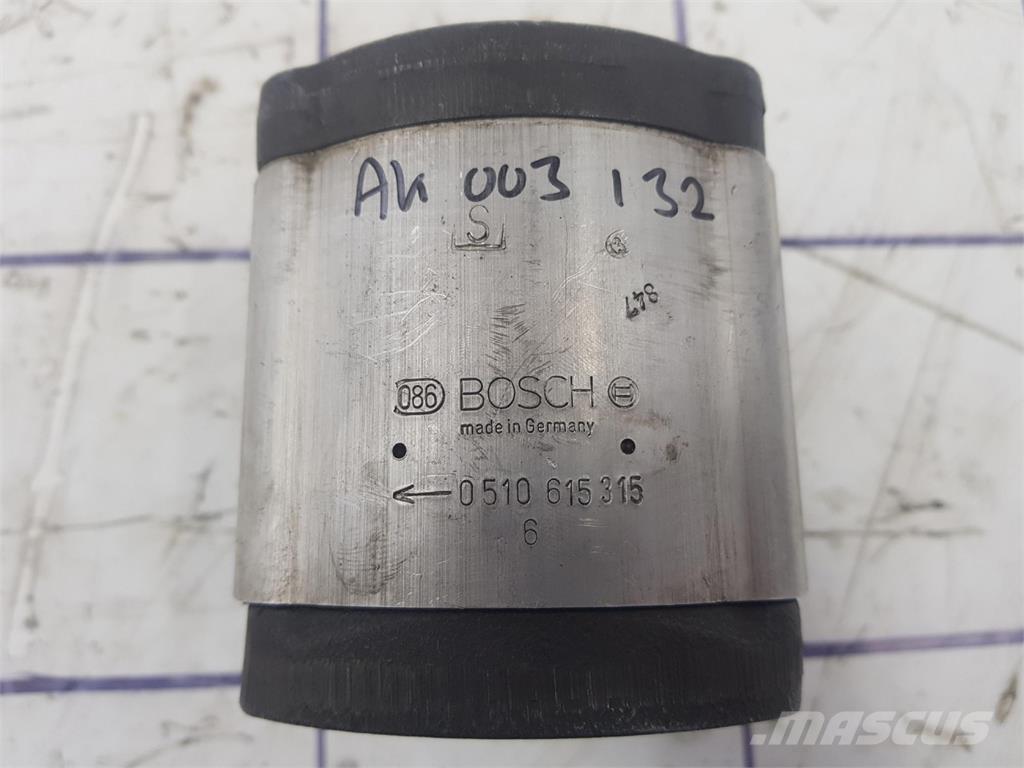 AK 003 132
S
847
086 BOSCH
made in Germany
0 510 615 315
6
MASCUS